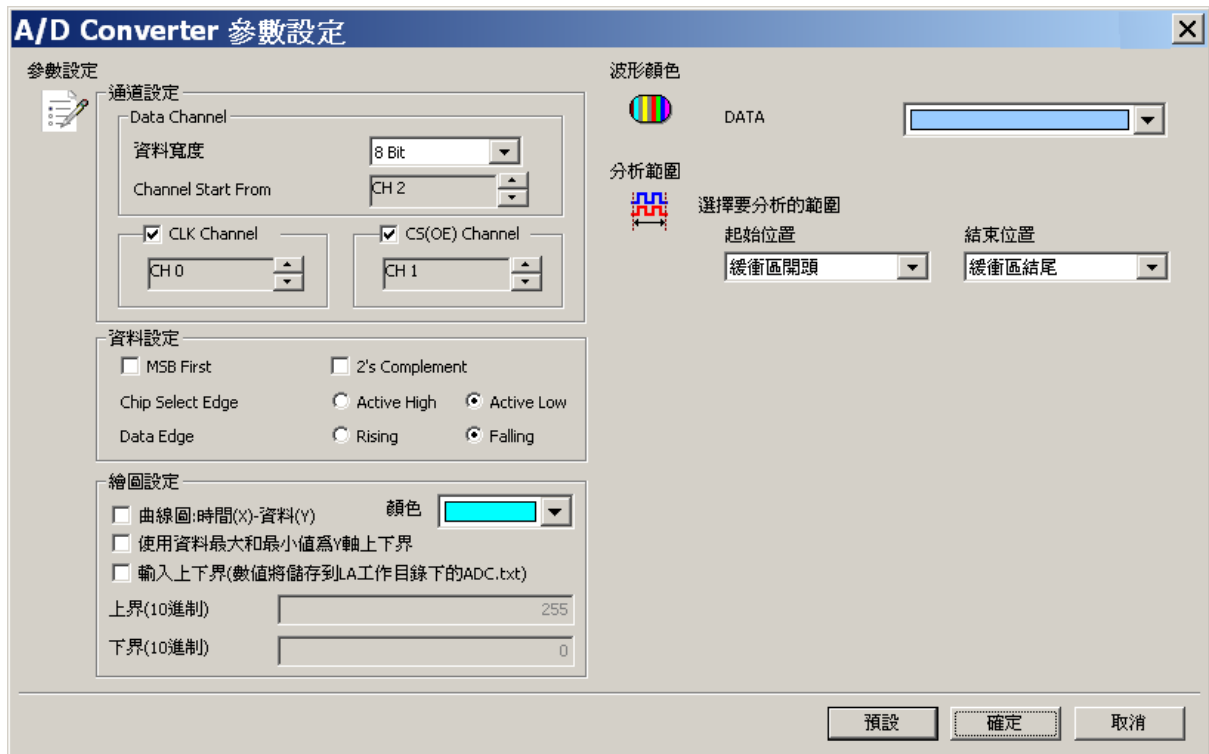 A/D Converter 參數設定
參數設定
通道設定
Data Channel
資料寬度 8 Bit
Channel Start From CH 2
CLK Channel CS(OE) Channel
CH 0 CH 1
資料設定
MSB First 2's Complement
Chip Select Edge Active High Active Low
Data Edge Rising Falling
繪圖設定
曲線圖:時間(X)-資料(Y) 顏色
使用資料最大和最小值為Y軸上下界
輸入上下界(數值將儲存到LA工作目錄下的ADC.txt)
上界(10進制) 255
下界(10進制) 0
波形顏色
DATA
分析範圍
選擇要分析的範圍
起始位置 結束位置
緩衝區開頭 緩衝區結尾
預設 確定 取消